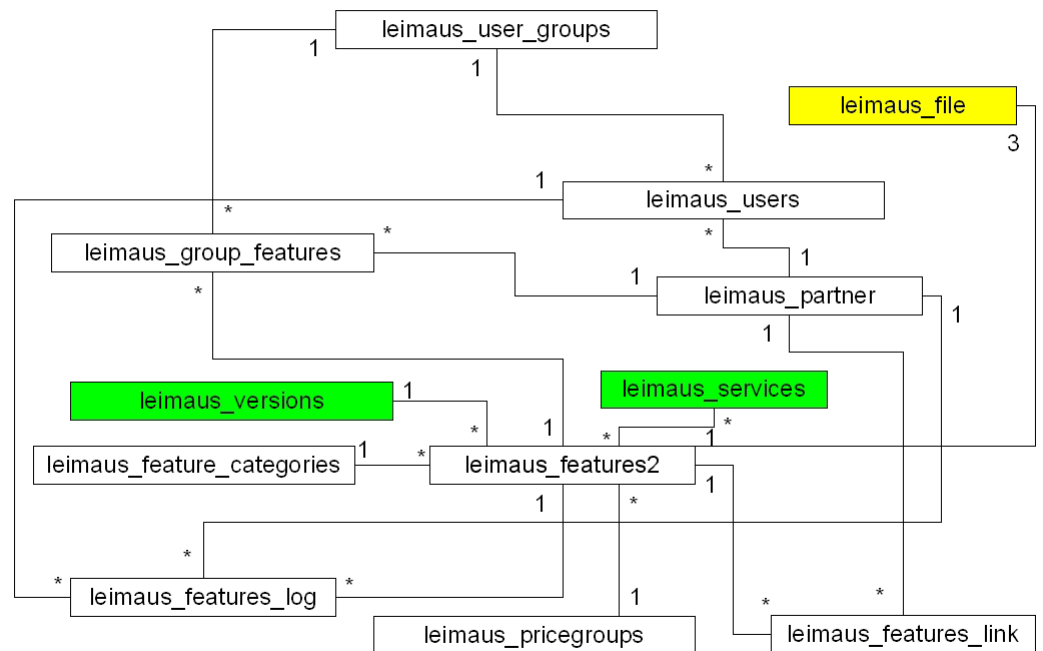 leimaus_user_groups
1
1
leimaus_file
3
*
1
leimaus_users
*
*
*
leimaus_group_features
1
1
leimaus_partner
*
1
1
leimaus_services
leimaus_versions
1
*
*
1
*
1
1
*
leimaus_feature_categories
leimaus_features2
1
1
*
*
*
*
leimaus_features_log
1
*
*
leimaus_pricegroups
leimaus_features_link